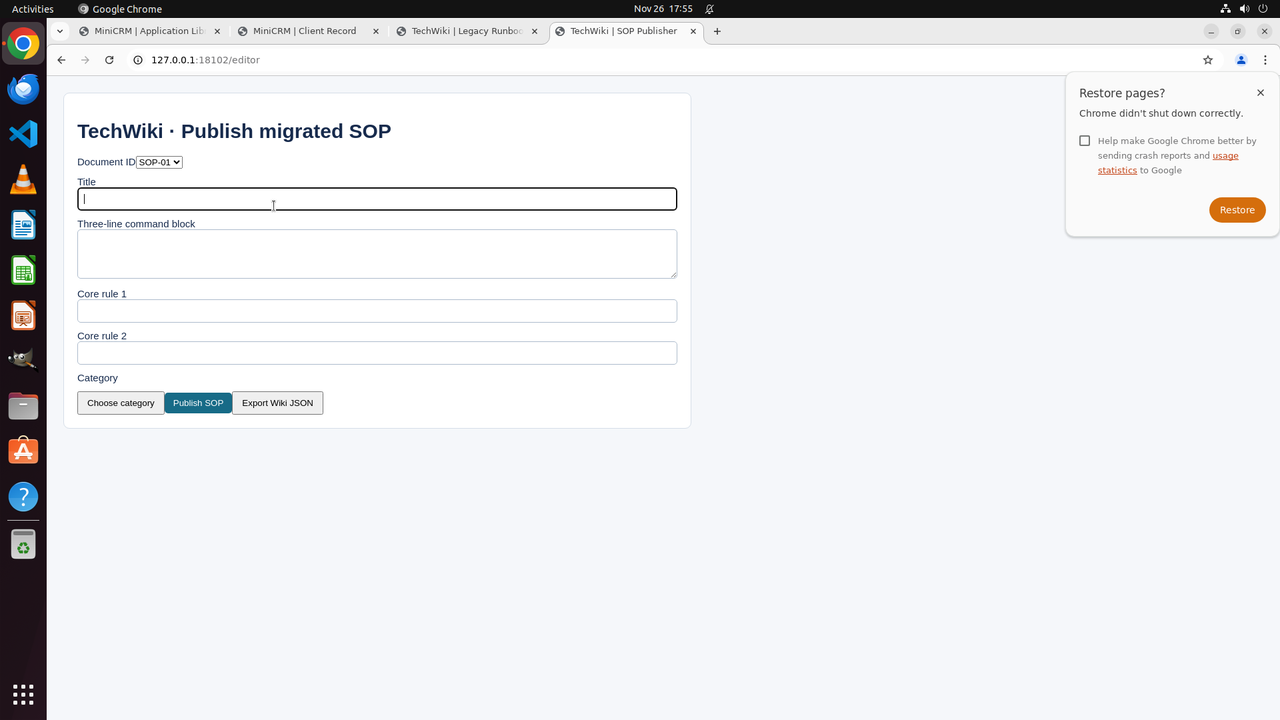 Activities
Google Chrome
Nov 26 17:55
MiniCRM | Application Lib
MiniCRM | Client Record
TechWiki | Legacy Runboo
TechWiki | SOP Publisher
127.0.0.1:18102/editor
Restore pages?
Chrome didn't shut down correctly.
Help make Google Chrome better by
sending crash reports and usage
statistics to Google
Restore
TechWiki · Publish migrated SOP
Document ID SOP-01
Title
Three-line command block
Core rule 1
Core rule 2
Category
Choose category
Publish SOP
Export Wiki JSON